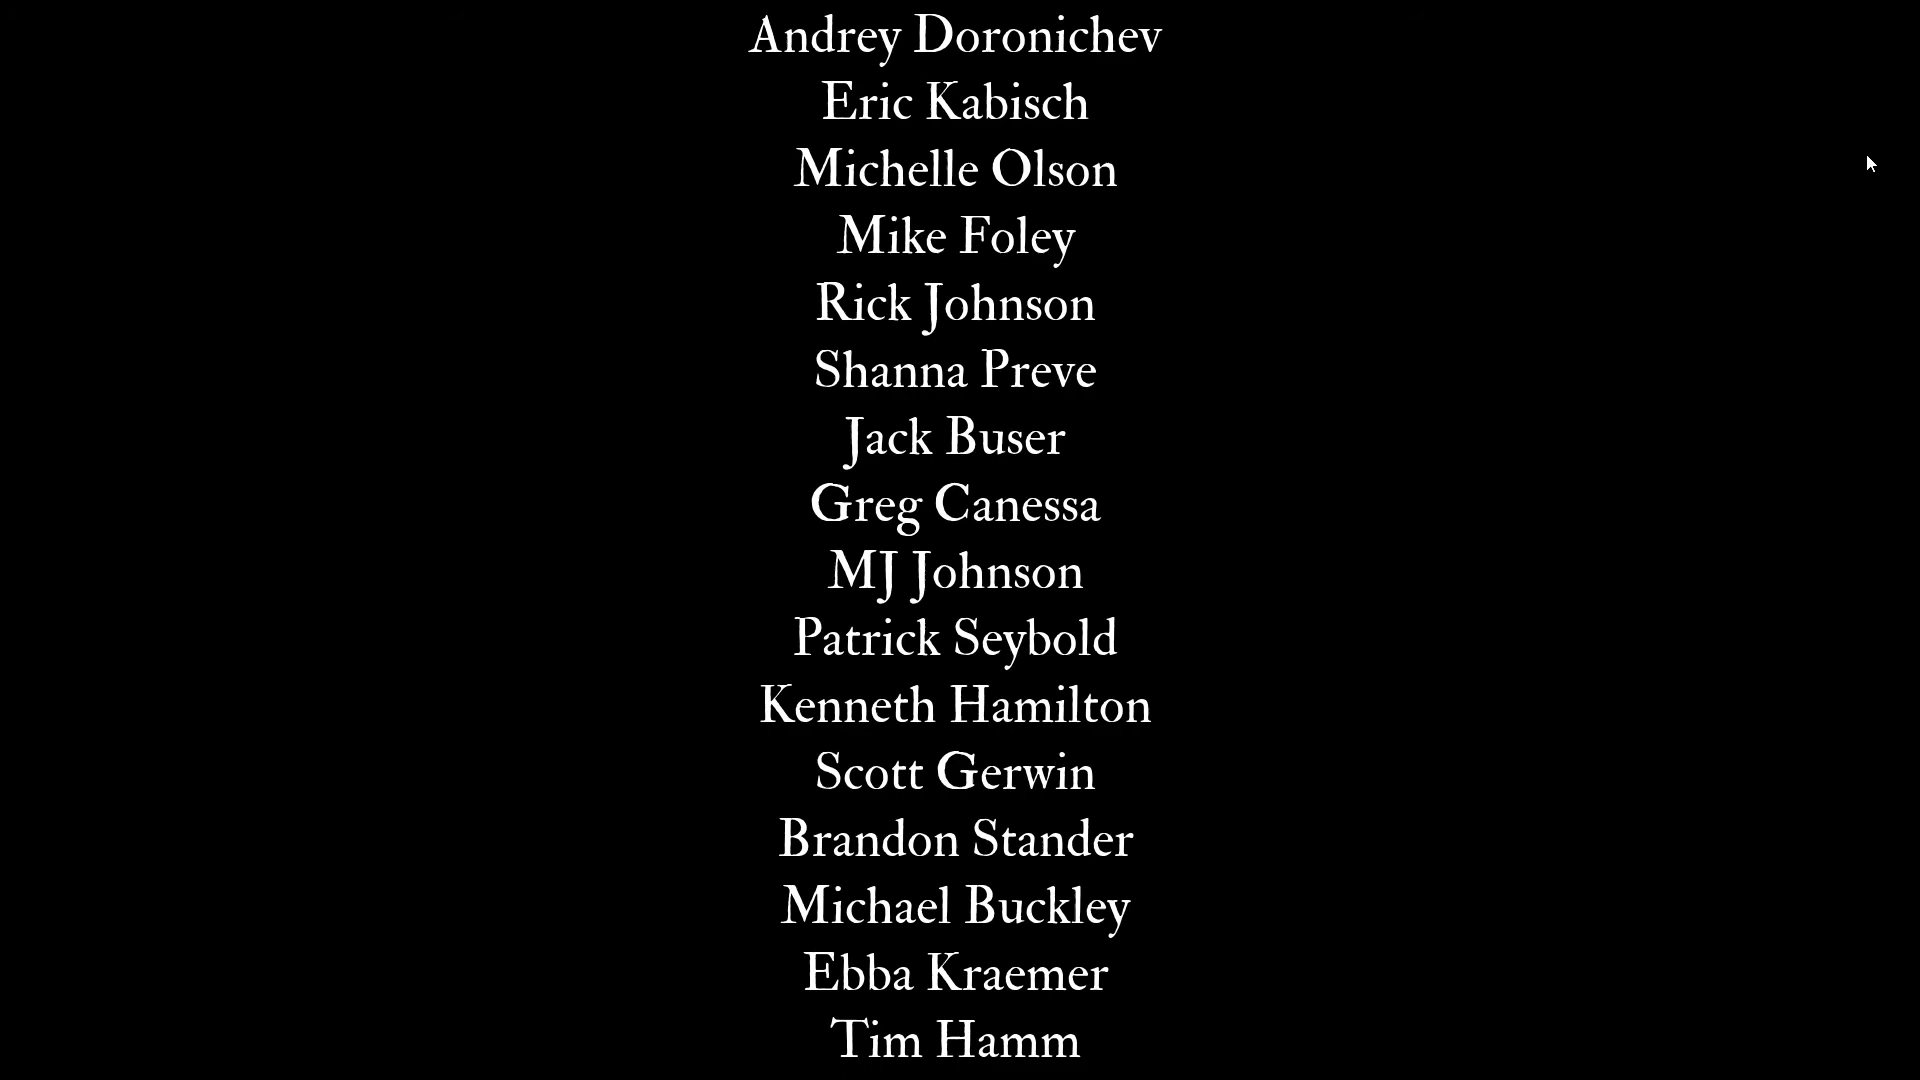 Andrey Doronichev
Eric Kabisch
Michelle Olson
Mike Foley
Rick Johnson
Shanna Preve
Jack Buser
Greg Canessa
MJ Johnson
Patrick Seybold
Kenneth Hamilton
Scott Gerwin
Brandon Stander
Michael Buckley
Ebba Kraemer
Tim Hamm